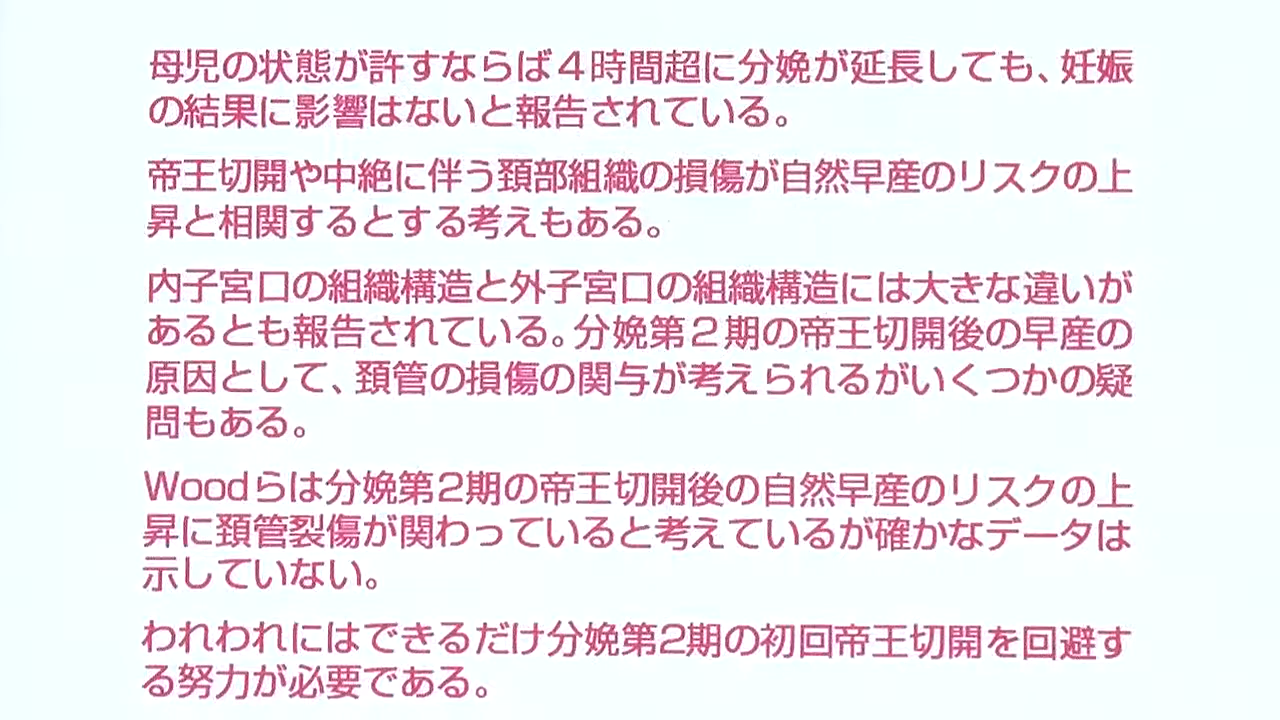 母児の状態が許すならば４時間超に分娩が延長しても、妊娠
の結果に影響はないと報告されている。
帝王切開や中絶に伴う頚部組織の損傷が自然早産のリスクの上
昇と相関するとする考えもある。
内子宮口の組織構造と外子宮口の組織構造には大きな違いが
あるとも報告されている。分娩第２期の帝王切開後の早産の
原因として、頚管の損傷の関与が考えられるがいくつかの疑
問もある。
Woodらは分娩第2期の帝王切開後の自然早産のリスクの上
昇に頚管裂傷が関わっていると考えているが確かなデータは
示していない。
われわれにはできるだけ分娩第2期の初回帝王切開を回避す
る努力が必要である。